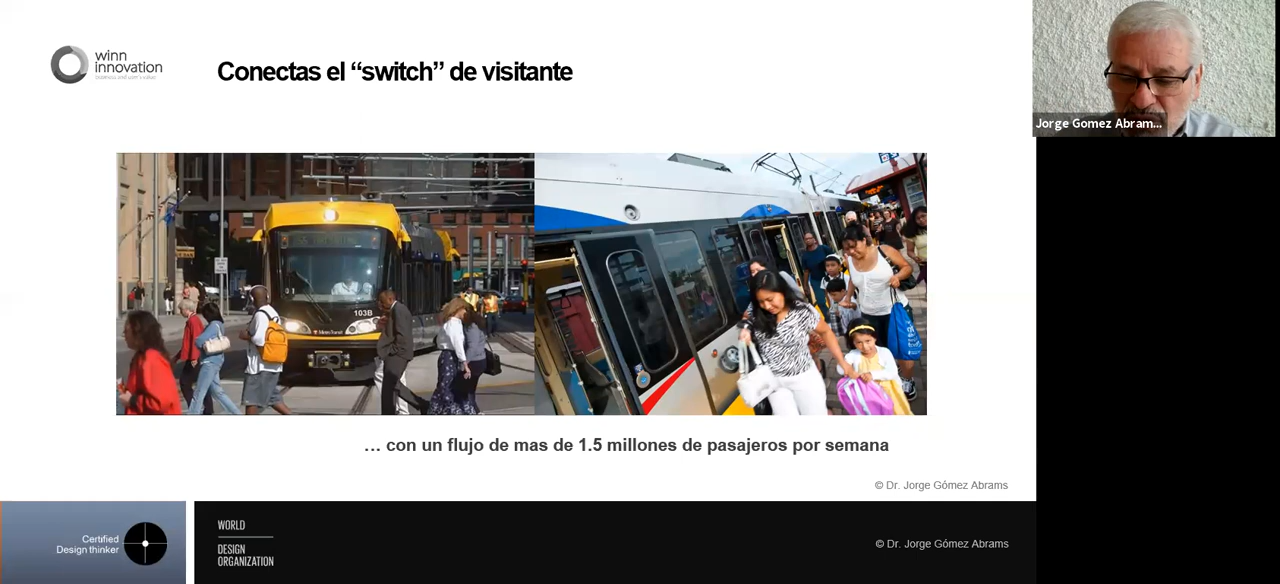 winn
innovation
Conectas el “switch” de visitante
Jorge Gomez Abram...
103B
MetroTransit
… con un flujo de mas de 1.5 millones de pasajeros por semana
© Dr. Jorge Gómez Abrams
Certified
Design thinker
WORLD
DESIGN
ORGANIZATION
© Dr. Jorge Gómez Abrams